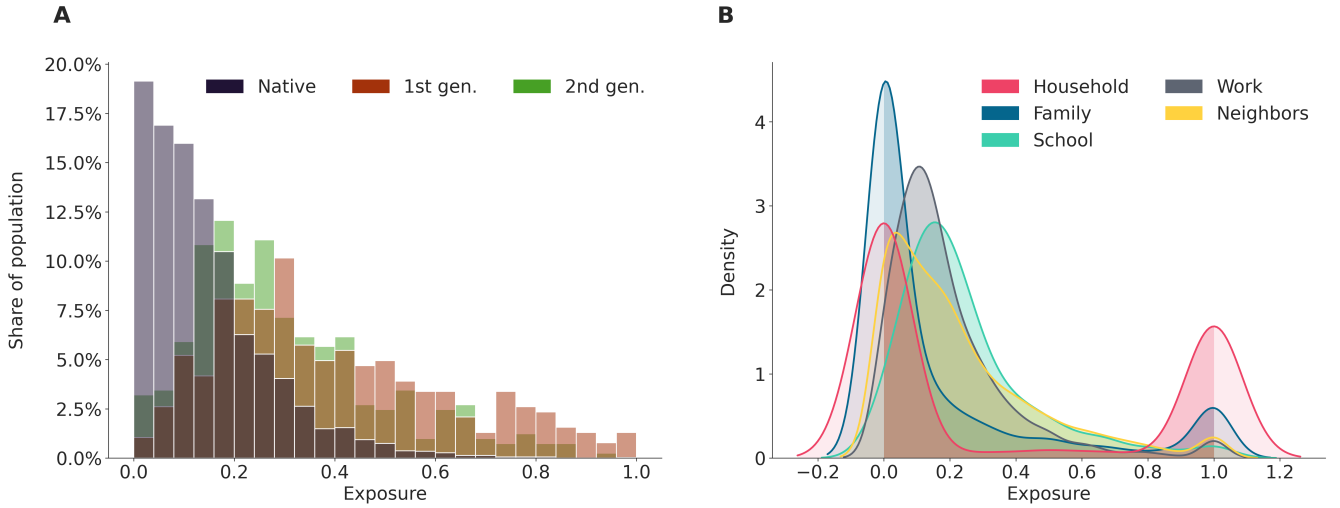 A
Native 1st gen. 2nd gen.
20.0%
17.5%
15.0%
12.5%
10.0%
7.5%
5.0%
2.5%
0.0%
Share of population
0.0 0.2 0.4 0.6 0.8 1.0
Exposure
B
Household Work
Family Neighbors
School
4
3
2
1
0
Density
−0.2 0.0 0.2 0.4 0.6 0.8 1.0 1.2
Exposure